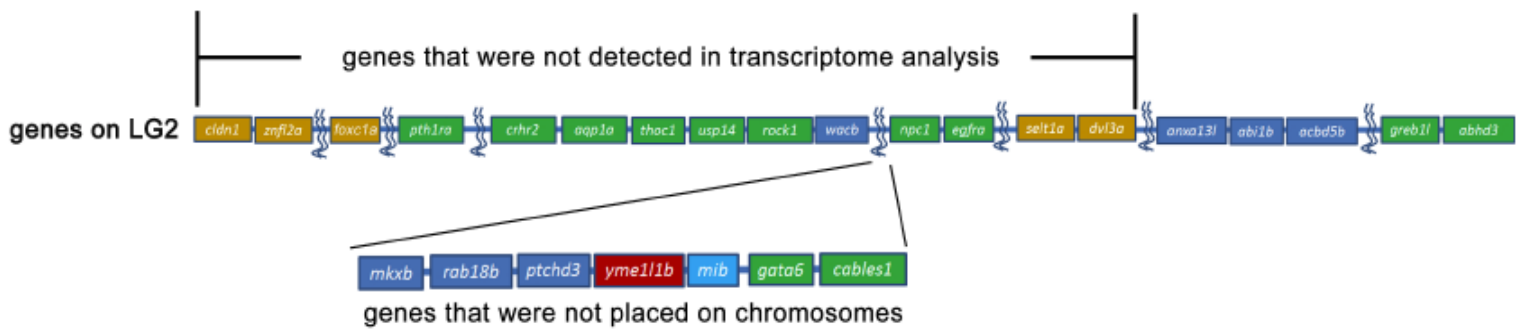 genes that were not detected in transcriptome analysis
genes on LG2 cldn1 znfl2a foxc1a pth1ra crhr2 aqp1a thoc1 usp14 rock1 wacb npc1 egfra selt1a dvl3a anxa13l abi1b acbd5b greb1l abhd3
mkxb rab18b ptchd3 yme1l1b mib gata6 cables1
genes that were not placed on chromosomes